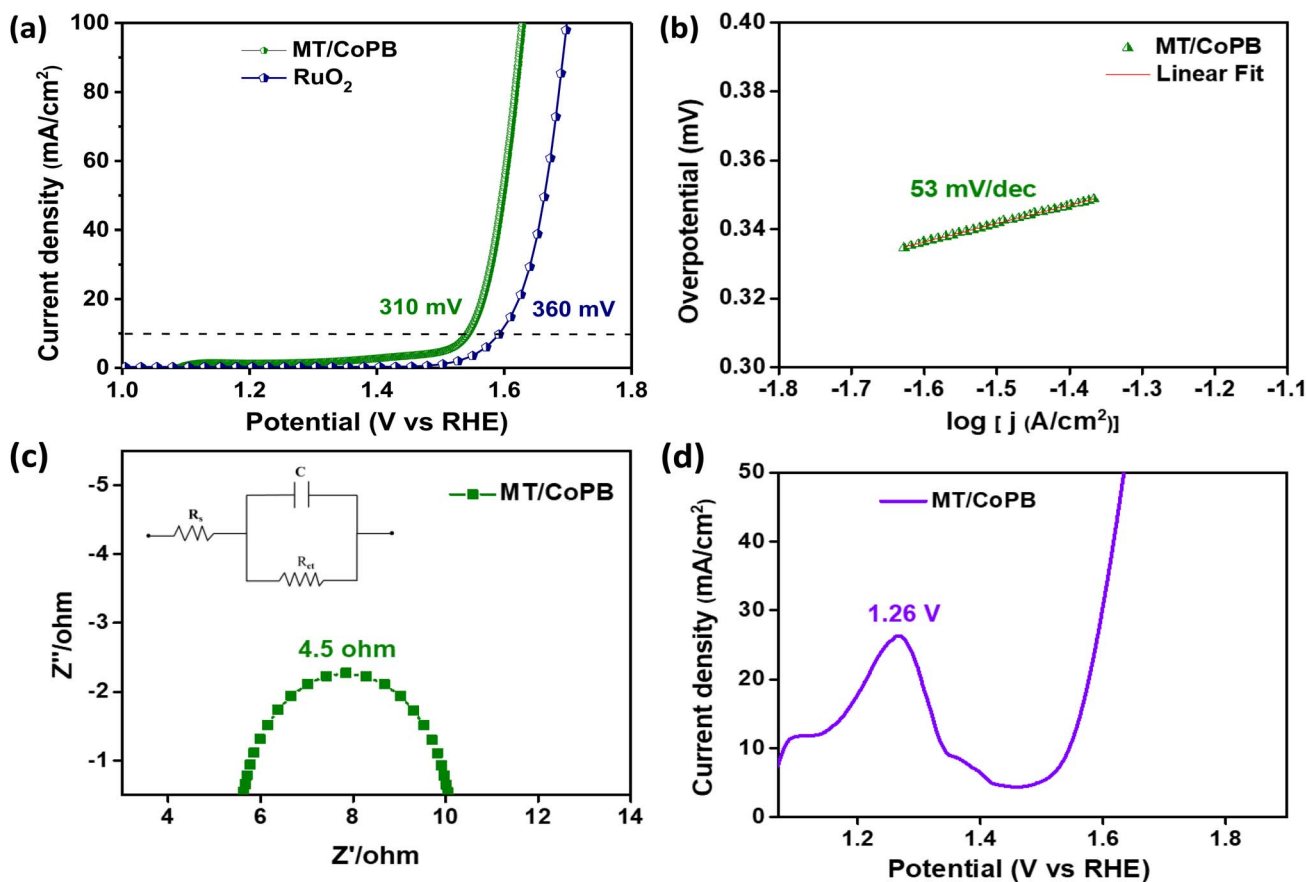 (a)
MT/CoPB
RuO₂
310 mV
360 mV
Current density (mA/cm²)
100
80
60
40
20
10
0
1.0
1.2
1.4
1.6
1.8
Potential (V vs RHE)
(b)
MT/CoPB
Linear Fit
53 mV/dec
Overpotential (mV)
0.40
0.38
0.36
0.34
0.32
0.30
-1.8
-1.7
-1.6
-1.5
-1.4
-1.3
-1.2
-1.1
log [ j (A/cm²)]
(c)
C
Rs
Rct
MT/CoPB
4.5 ohm
Z''/ohm
-5
-4
-3
-2
-1
4
6
8
10
12
14
Z'/ohm
(d)
MT/CoPB
1.26 V
Current density (mA/cm²)
50
40
30
20
10
0
1.2
1.4
1.6
1.8
Potential (V vs RHE)